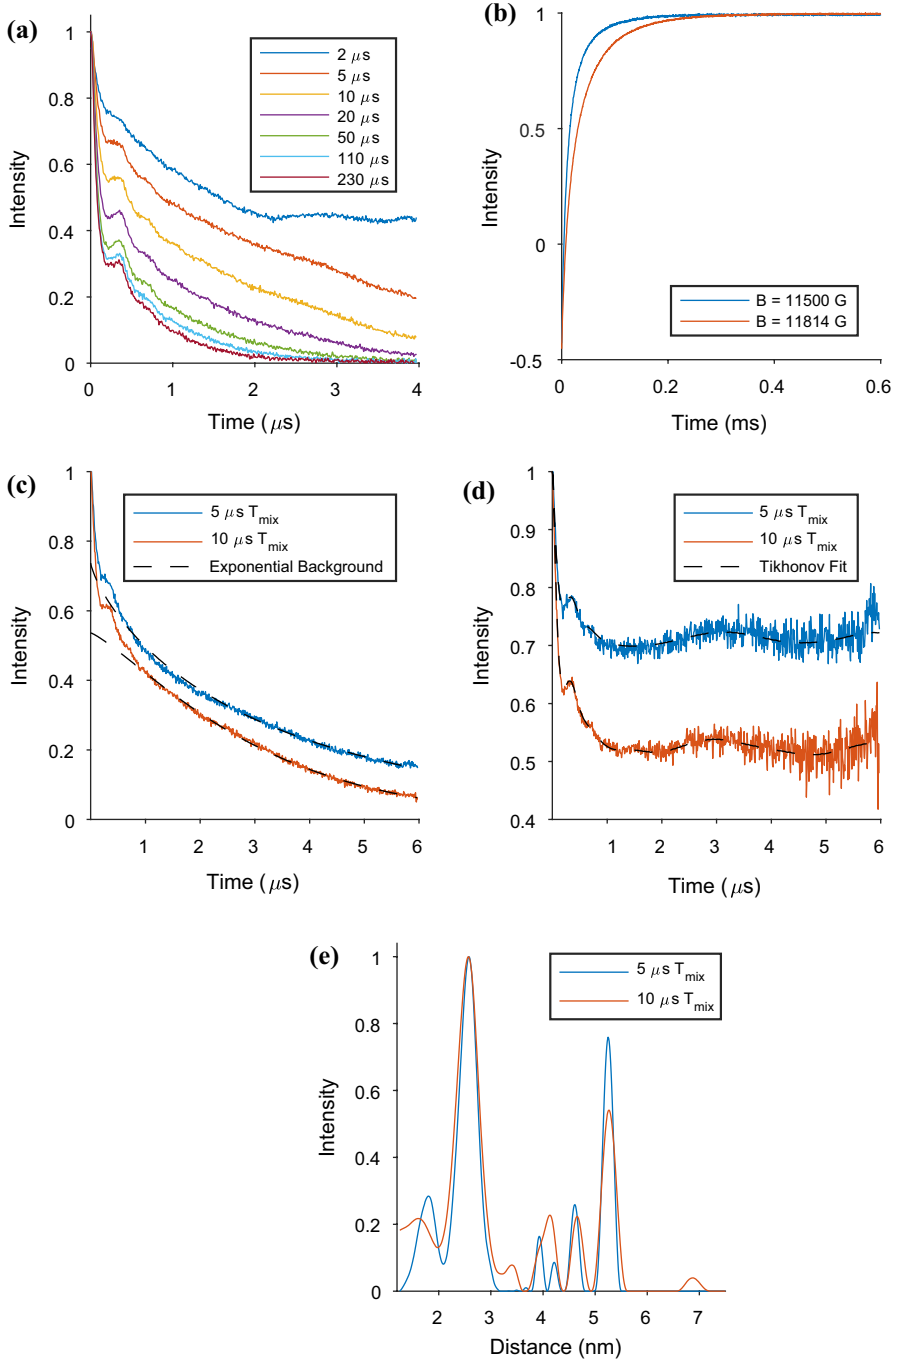 (a)
1
0.8
0.6
0.4
0.2
0
Intensity
0 1 2 3 4
Time (μs)
2 μs
5 μs
10 μs
20 μs
50 μs
110 μs
230 μs
(b)
1
0.5
0
-0.5
Intensity
0 0.2 0.4 0.6
Time (ms)
B = 11500 G
B = 11814 G
(c)
1
0.8
0.6
0.4
0.2
0
Intensity
1 2 3 4 5 6
Time (μs)
5 μs Tmix
10 μs Tmix
Exponential Background
(d)
1
0.9
0.8
0.7
0.6
0.5
0.4
Intensity
1 2 3 4 5 6
Time (μs)
5 μs Tmix
10 μs Tmix
Tikhonov Fit
(e)
1
0.8
0.6
0.4
0.2
0
Intensity
2 3 4 5 6 7
Distance (nm)
5 μs Tmix
10 μs Tmix